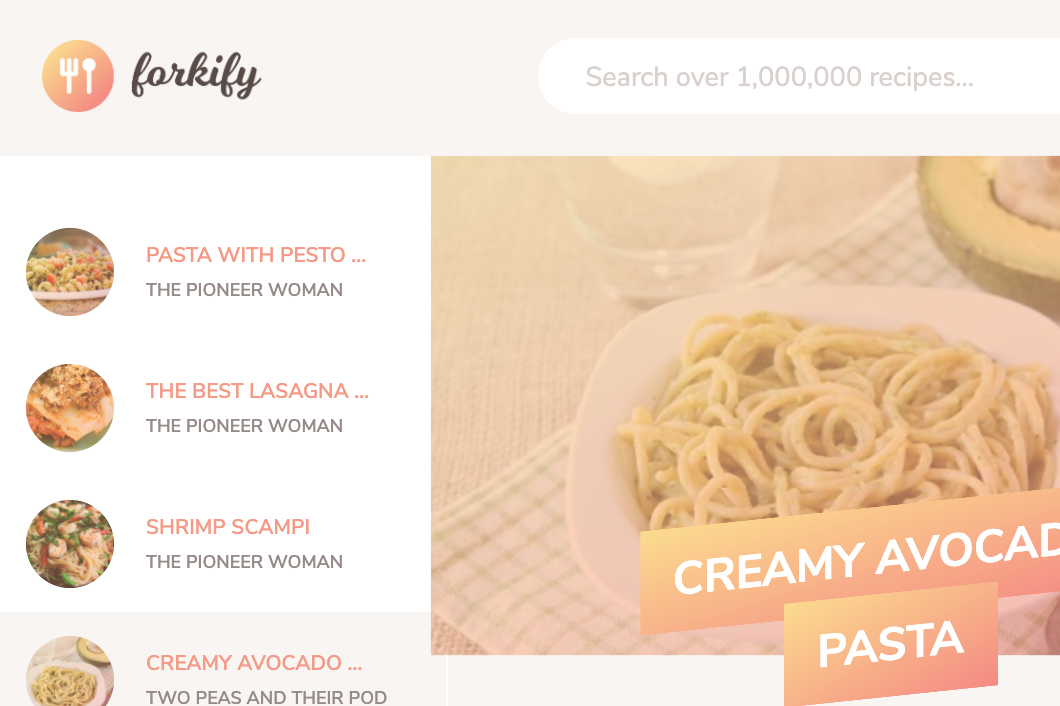 forkify
Search over 1,000,000 recipes...
PASTA WITH PESTO ...
THE PIONEER WOMAN
THE BEST LASAGNA ...
THE PIONEER WOMAN
SHRIMP SCAMPI
THE PIONEER WOMAN
CREAMY AVOCADO ...
TWO PEAS AND THEIR POD
CREAMY AVOCAD
PASTA